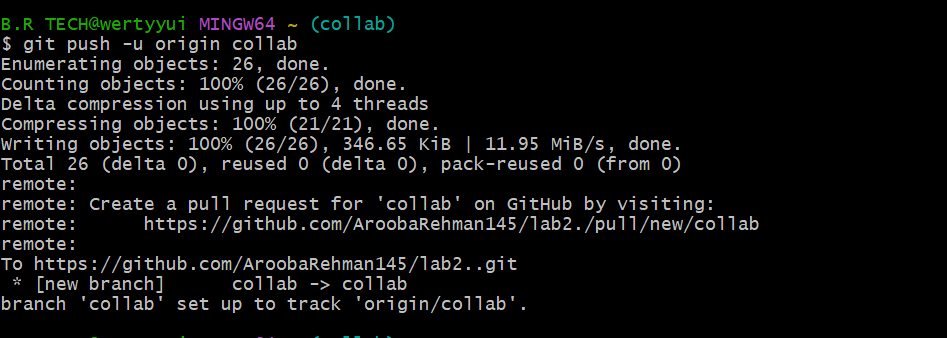 B.R TECH@wertyyui MINGW64 ~ (collab)
$ git push -u origin collab
Enumerating objects: 26, done.
Counting objects: 100% (26/26), done.
Delta compression using up to 4 threads
Compressing objects: 100% (21/21), done.
Writing objects: 100% (26/26), 346.65 KiB | 11.95 MiB/s, done.
Total 26 (delta 0), reused 0 (delta 0), pack-reused 0 (from 0)
remote:
remote: Create a pull request for 'collab' on GitHub by visiting:
remote:      https://github.com/AroobaRehman145/lab2./pull/new/collab
remote:
To https://github.com/AroobaRehman145/lab2..git
 * [new branch]      collab -> collab
branch 'collab' set up to track 'origin/collab'.